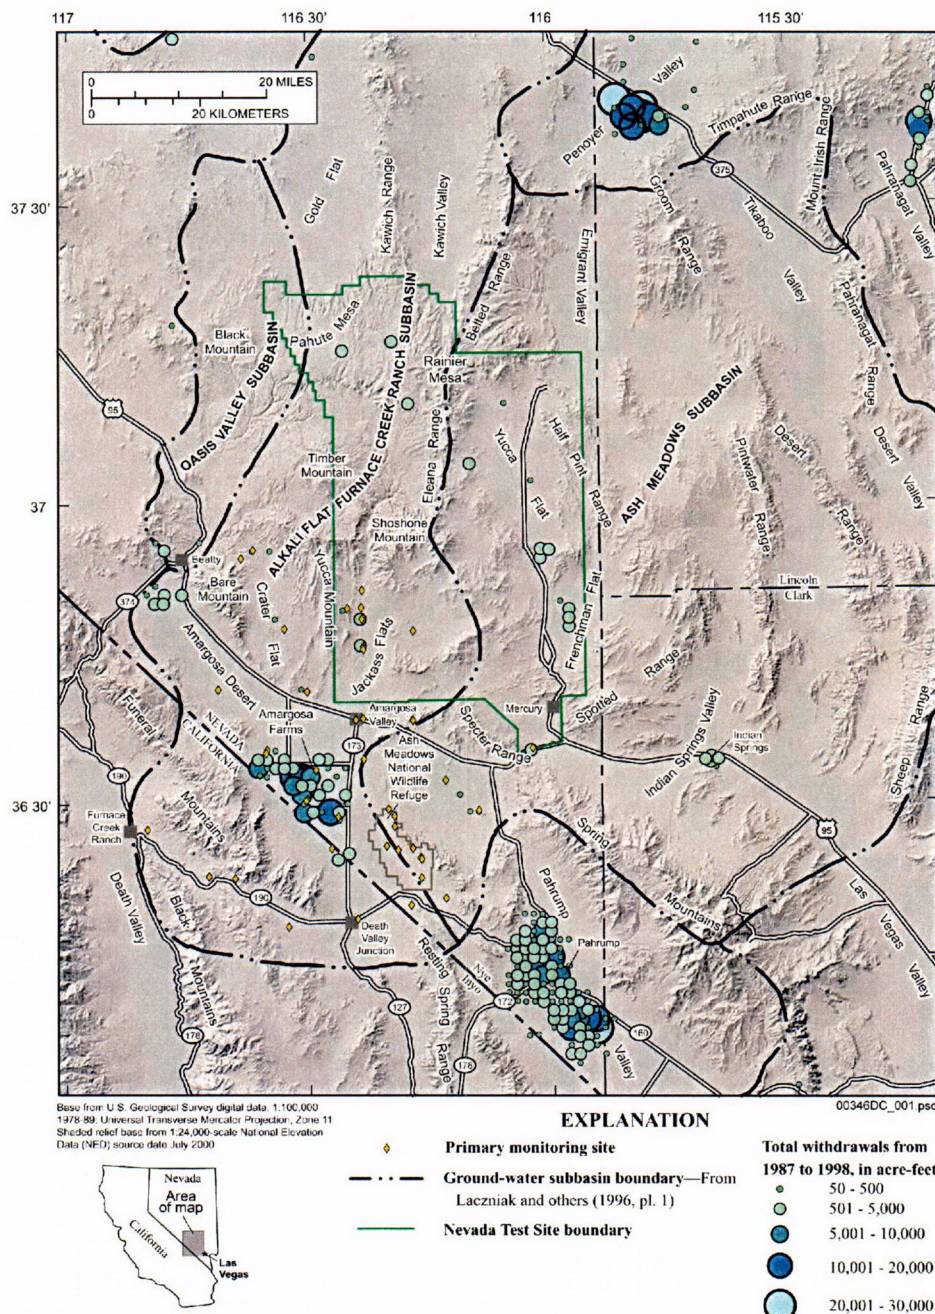 117
116 30'
116
115 30'
0
20 MILES
0
20 KILOMETERS
Valley
Penoyer
Timpahute Range
Mount Irish Range
Pahranagat Valley
375
Tikaboo
Valley
Groom Range
37 30'
Gold Flat
Kawich Range
Kawich Valley
Emigrant Valley
Belted Range
Pahranagat Range
Black
Mountain
Pahute Mesa
Rainier
Mesa
OASIS VALLEY SUBBASIN
ALKALI FLAT FURNACE CREEK RANCH SUBBASIN
ASH MEADOWS SUBBASIN
95
Timber
Mountain
Eleana Range
Yucca Flat
Half Pint Range
Pintwater Range
Desert Range
Desert Valley
37
Shoshone
Mountain
Beatty
Bare
Mountain
374
Crater Flat
Yucca Mountain
Jackass Flats
Frenchman Flat
Lincoln
Clark
Amargosa Desert
Funeral
Mountains
NEVADA
CALIFORNIA
Amargosa
Farms
Amargosa
Valley
173
Specter Range
Mercury
Spotted Range
Indian Springs Valley
Indian
Springs
Sheep Range
190
Ash
Meadows
National
Wildlife
Refuge
36 30'
Furnace
Creek
Ranch
95
Spring
Mountains
Las Vegas Valley
Death Valley
Black Mountains
190
Death
Valley
Junction
Pahrump
Valley
Pahrump
Resting Spring
Range
Nye
Inyo
172
160
127
178
178
Base from U.S. Geological Survey digital data, 1:100,000
1978-89; Universal Transverse Mercator Projection, Zone 11
Shaded relief base from 1:24,000-scale National Elevation
Data (NED) source date July 2000
00346DC_001.psd
EXPLANATION
Primary monitoring site
Ground-water subbasin boundary—From
Laczniak and others (1996, pl. 1)
Nevada Test Site boundary
Total withdrawals from
1987 to 1998, in acre-feet
50 - 500
501 - 5,000
5,001 - 10,000
10,001 - 20,000
20,001 - 30,000
Nevada
Area
of map
California
Las
Vegas